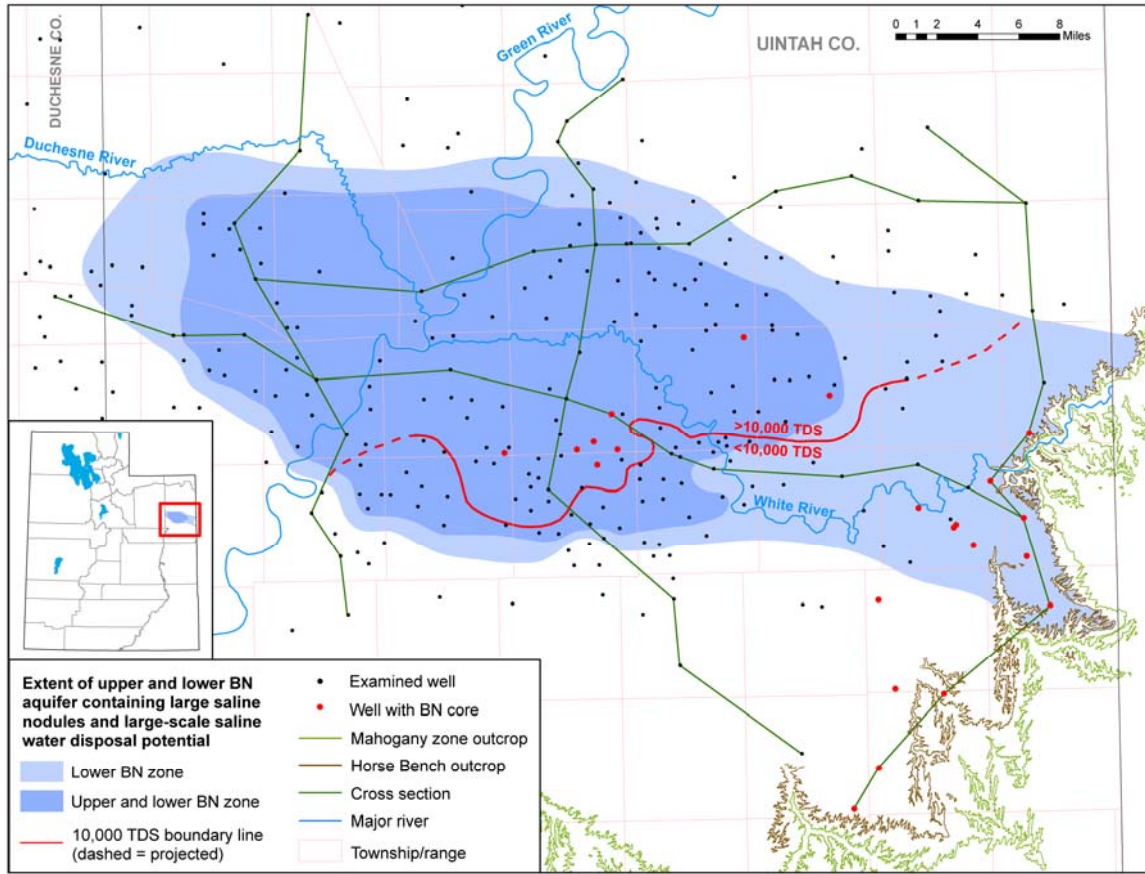 DUCHESNE CO.
UINTAH CO.
Green River
Duchesne River
0 2 4 6 8
Miles
>10,000 TDS
<10,000 TDS
White River
Extent of upper and lower BN
aquifer containing large saline
nodules and large-scale saline
water disposal potential
Lower BN zone
Upper and lower BN zone
10,000 TDS boundary line
(dashed = projected)
Examined well
Well with BN core
Mahogany zone outcrop
Horse Bench outcrop
Cross section
Major river
Township/range